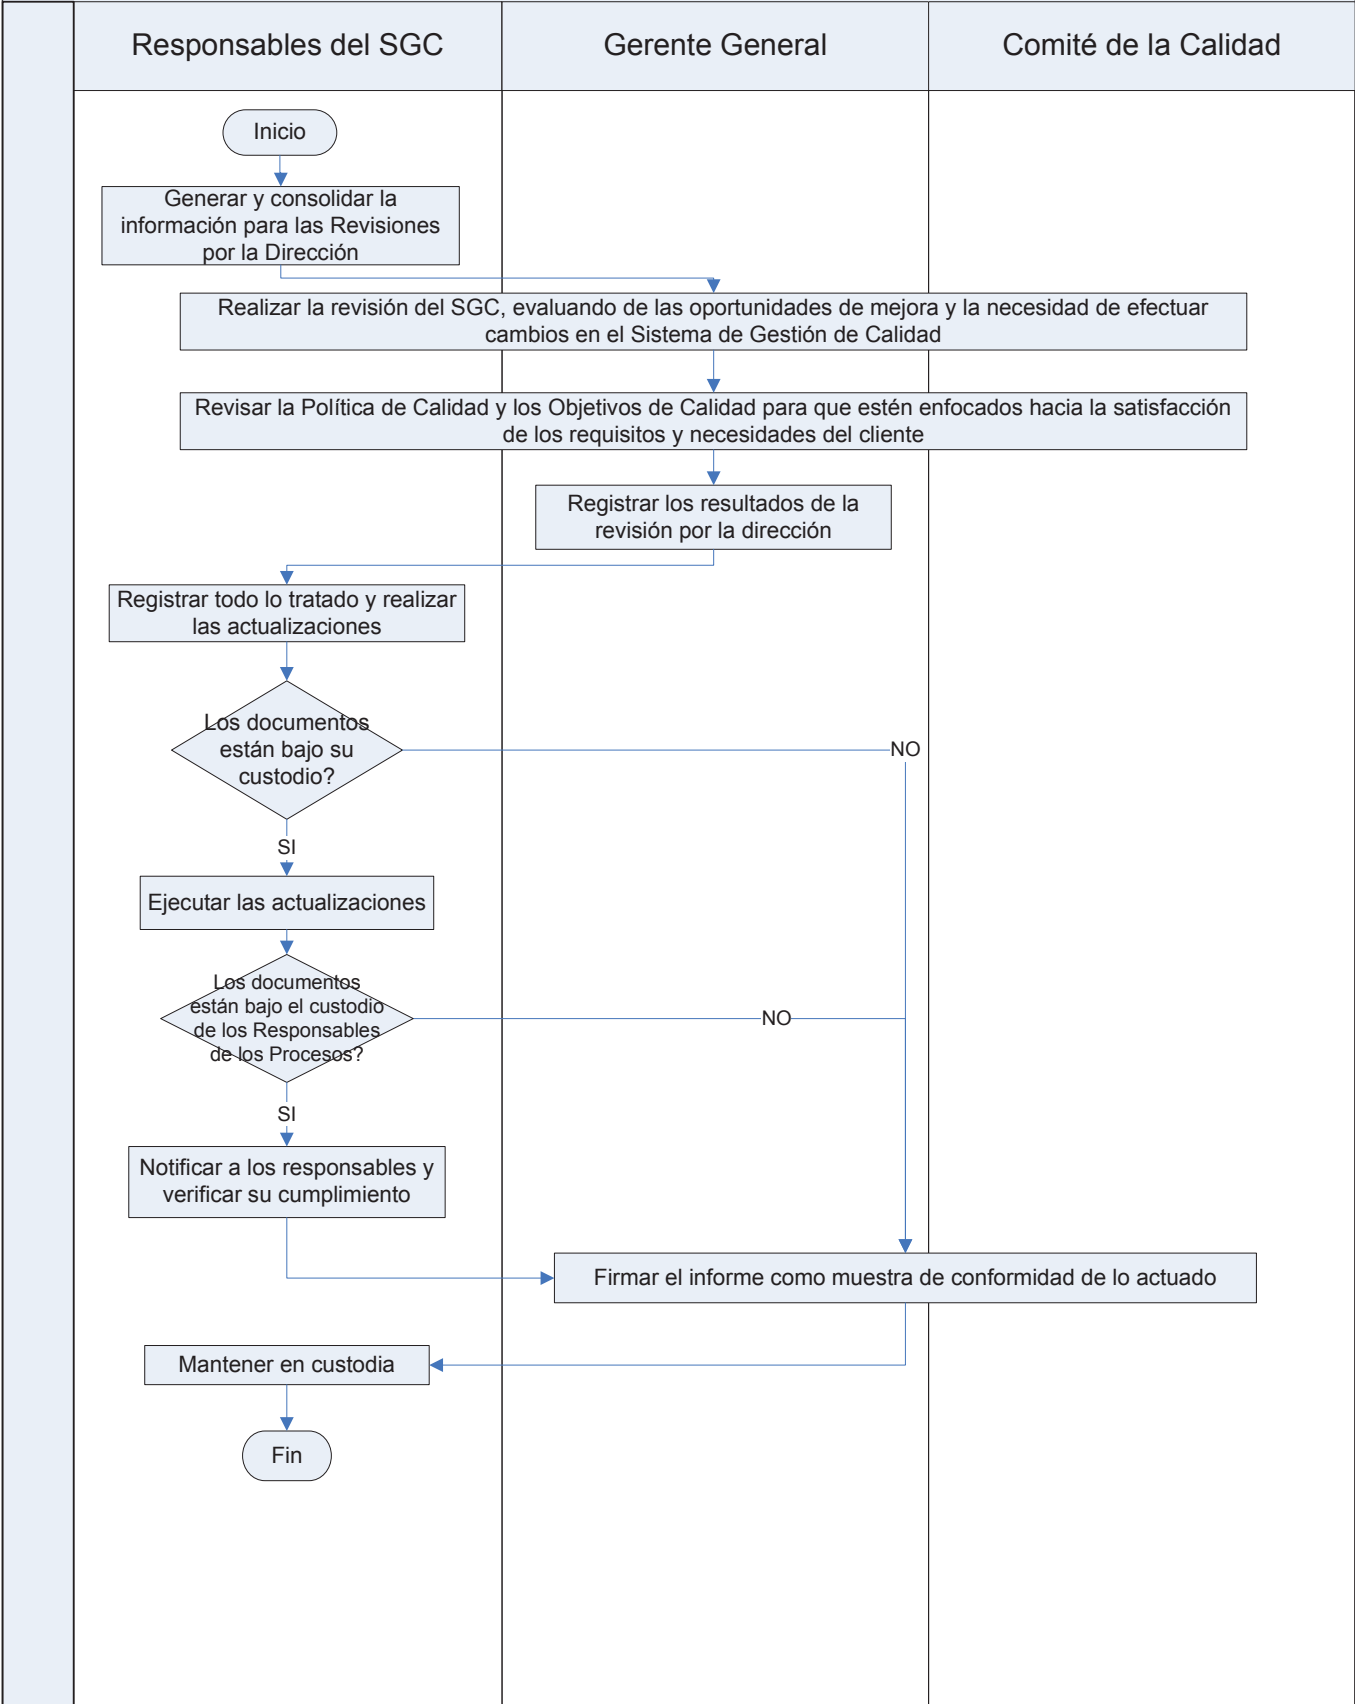 Responsables del SGC
Gerente General
Comité de la Calidad
Inicio
Generar y consolidar la
información para las Revisiones
por la Dirección
Realizar la revisión del SGC, evaluando de las oportunidades de mejora y la necesidad de efectuar
cambios en el Sistema de Gestión de Calidad
Revisar la Política de Calidad y los Objetivos de Calidad para que estén enfocados hacia la satisfacción
de los requisitos y necesidades del cliente
Registrar los resultados de la
revisión por la dirección
Registrar todo lo tratado y realizar
las actualizaciones
Los documentos
están bajo su
custodio?
NO
SI
Ejecutar las actualizaciones
Los documentos
están bajo el custodio
de los Responsables
de los Procesos?
NO
SI
Notificar a los responsables y
verificar su cumplimiento
Firmar el informe como muestra de conformidad de lo actuado
Mantener en custodia
Fin